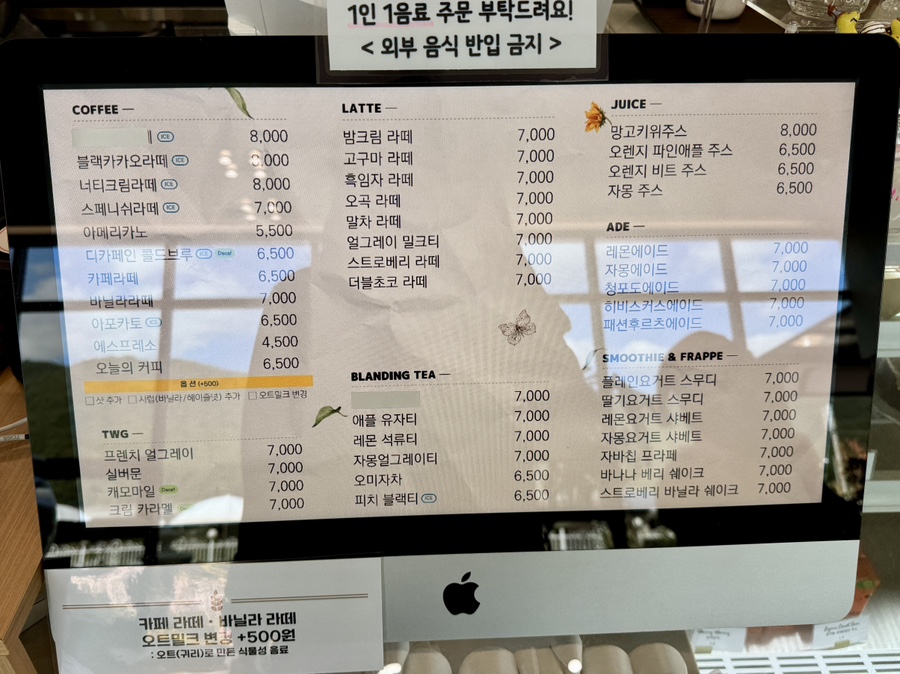 1인 1음료 주문 부탁드려요!
< 외부 음식 반입 금지 >
COFFEE
ICE 8,000
블랙카카오라떼 ICE 8,000
너티크림라떼 ICE 8,000
스페니쉬라떼 ICE 7,000
아메리카노 5,500
디카페인 콜드브루 ICE Decaf 6,500
카페라떼 6,500
바닐라라떼 7,000
아포카토 ICE 6,500
에스프레소 4,500
오늘의 커피 6,500
옵션 (+500)
샷 추가 시럽(바닐라/헤이즐넛) 추가 오트밀크 변경
TWG
프렌치 얼그레이 7,000
실버문 7,000
캐모마일 Decaf 7,000
크림 카라멜 7,000
LATTE
밤크림 라떼 7,000
고구마 라떼 7,000
흑임자 라떼 7,000
오곡 라떼 7,000
말차 라떼 7,000
얼그레이 밀크티 7,000
스트로베리 라떼 7,000
더블초코 라떼 7,000
BLANDING TEA
7,000
애플 유자티 7,000
레몬 석류티 7,000
자몽얼그레이티 7,000
오미자차 6,500
피치 블랙티 ICE 6,500
JUICE
망고키위주스 8,000
오렌지 파인애플 주스 6,500
오렌지 비트 주스 6,500
자몽 주스 6,500
ADE
레몬에이드 7,000
자몽에이드 7,000
청포도에이드 7,000
히비스커스에이드 7,000
패션후르츠에이드 7,000
SMOOTHIE & FRAPPE
플레인요거트 스무디 7,000
딸기요거트 스무디 7,000
레몬요거트 샤베트 7,000
자몽요거트 샤베트 7,000
자바칩 프라페 7,000
바나나 베리 쉐이크 7,000
스트로베리 바닐라 쉐이크 7,000
카페 라떼 · 바닐라 라떼
오트밀크 변경 +500원
: 오트(귀리)로 만든 식물성 음료